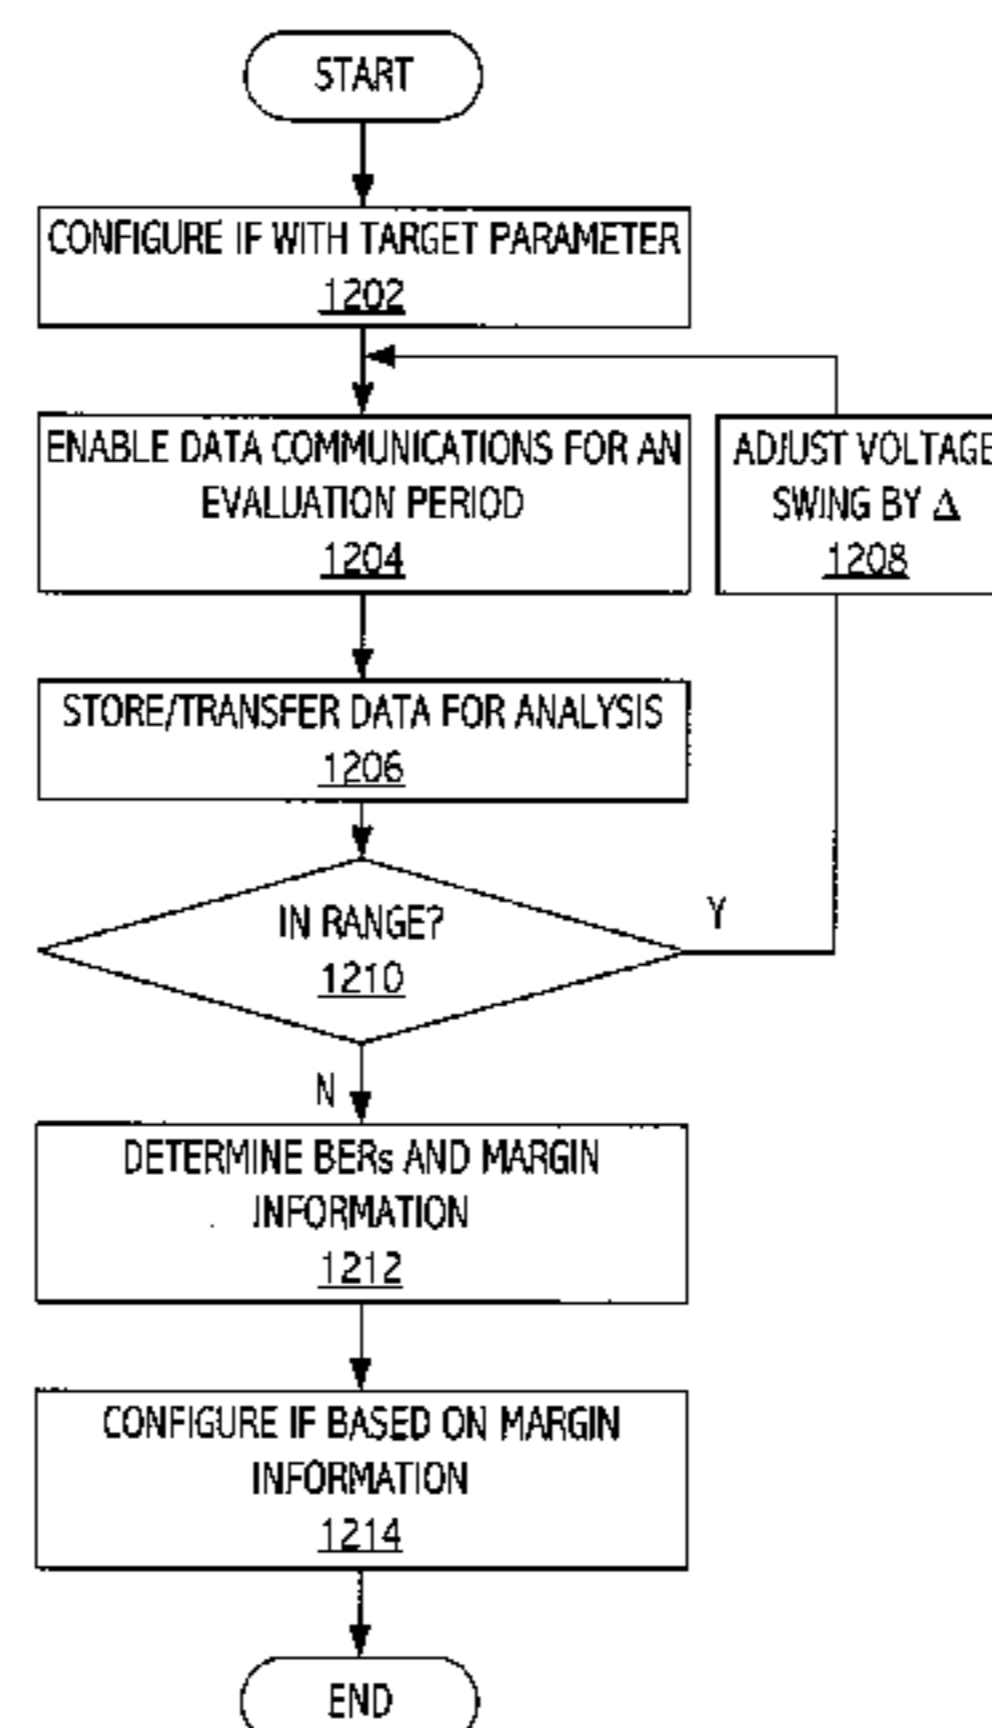 START
CONFIGURE IF WITH TARGET PARAMETER
1202
ENABLE DATA COMMUNICATIONS FOR AN
EVALUATION PERIOD
1204
ADJUST VOLTAGE
SWING BY Δ
1208
STORE/TRANSFER DATA FOR ANALYSIS
1206
IN RANGE?
1210
Y
N
DETERMINE BERs AND MARGIN
INFORMATION
1212
CONFIGURE IF BASED ON MARGIN
INFORMATION
1214
END